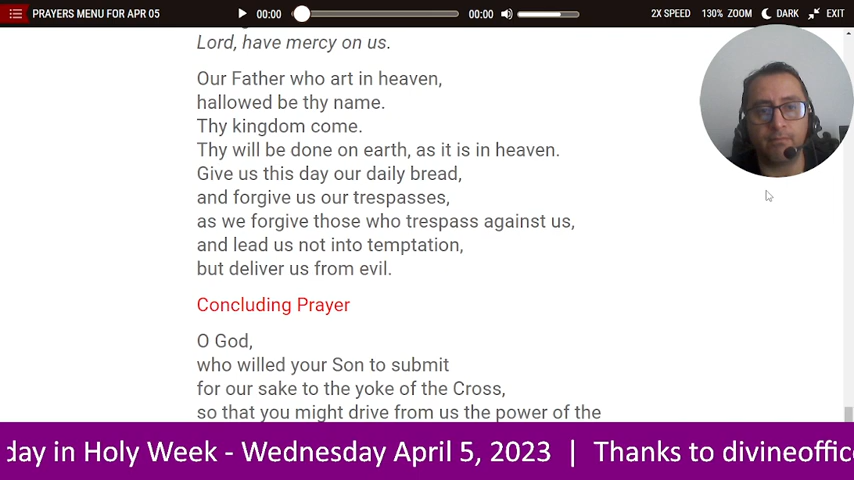 PRAYERS MENU FOR APR 05
00:00
00:00
2X SPEED
130% ZOOM
DARK
EXIT
Lord, have mercy on us.
Our Father who art in heaven,
hallowed be thy name.
Thy kingdom come.
Thy will be done on earth, as it is in heaven.
Give us this day our daily bread,
and forgive us our trespasses,
as we forgive those who trespass against us,
and lead us not into temptation,
but deliver us from evil.
Concluding Prayer
O God,
who willed your Son to submit
for our sake to the yoke of the Cross,
so that you might drive from us the power of the
day in Holy Week - Wednesday April 5, 2023 | Thanks to divineoffic